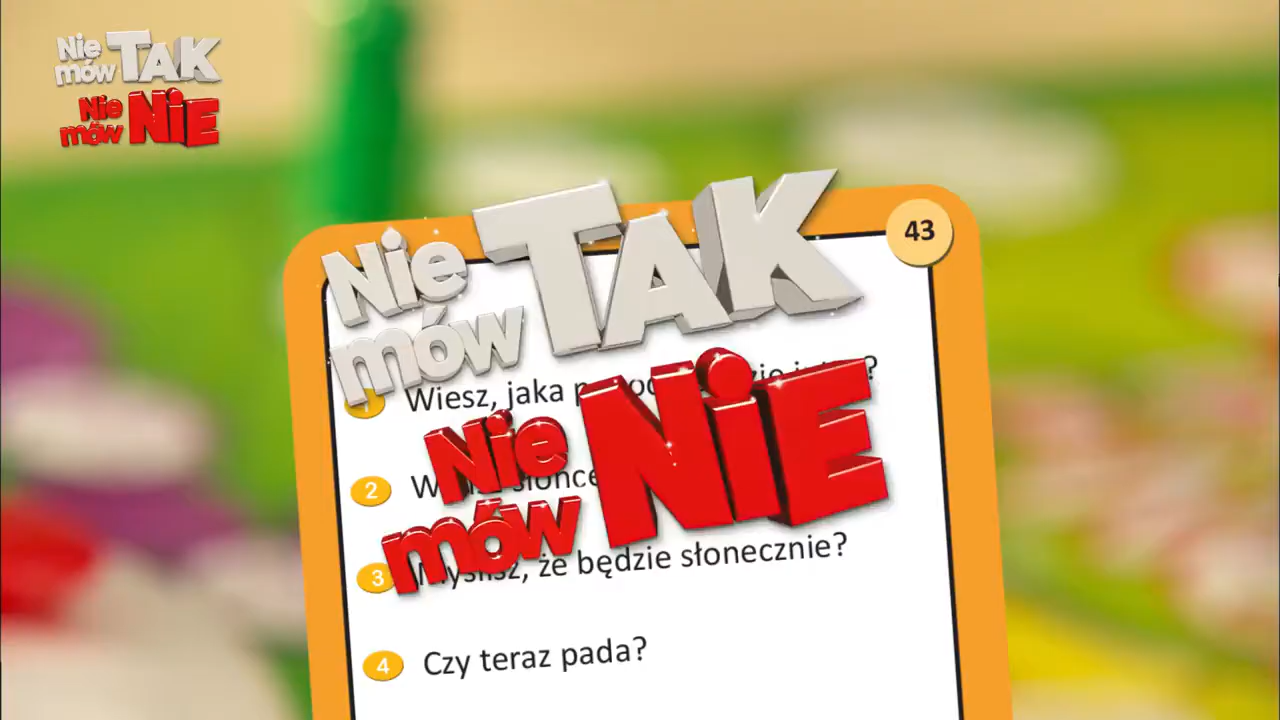 Nie
mów TAK
Nie
mów NIE
43
Nie
mów TAK
Wiesz, jaka
Nie
mów NIE
2
3 że będzie słonecznie?
4 Czy teraz pada?